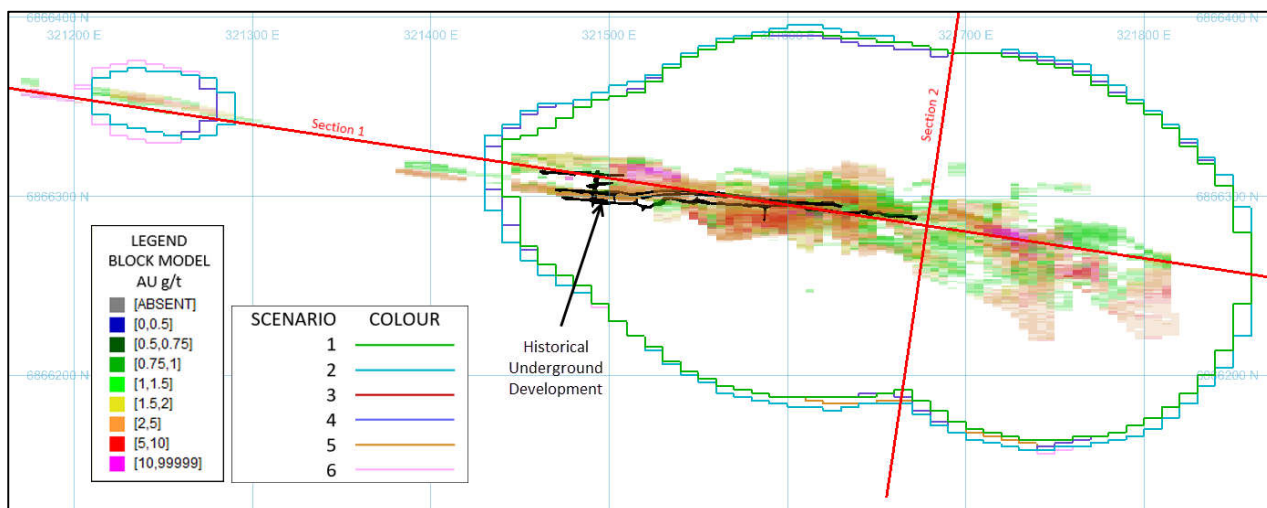 6866400 N
6866400 N
321200 E
321300 E
321400 E
321500 E
321600 E
321700 E
321800 E
Section 1
Section 2
6866300 N
6866300 N
6866200 N
6866200 N
Historical
Underground
Development
LEGEND
BLOCK MODEL
AU g/t
[ABSENT]
[0,0.5]
[0.5,0.75]
[0.75,1]
[1,1.5]
[1.5,2]
[2,5]
[5,10]
[10,99999]
SCENARIO COLOUR
1
2
3
4
5
6